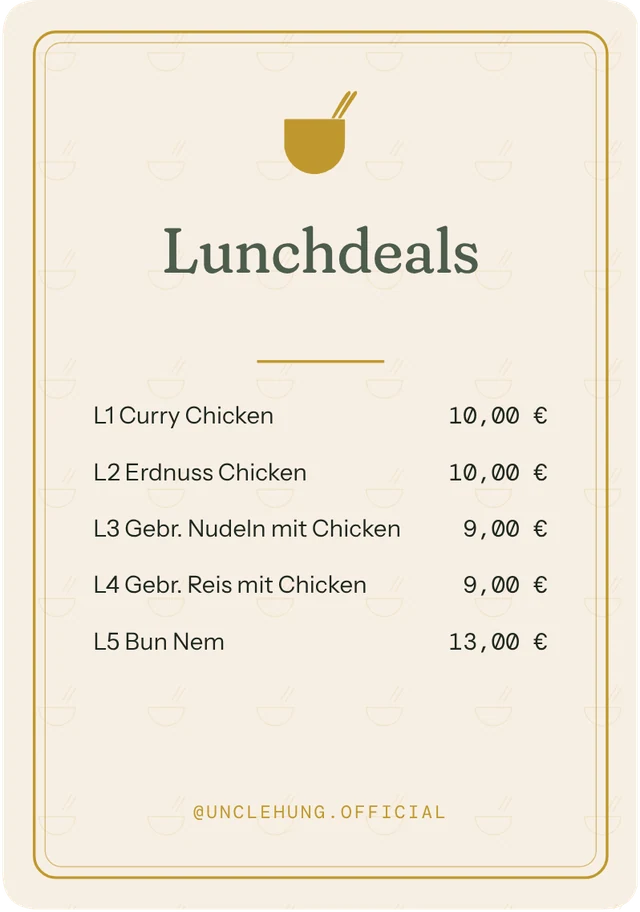 Lunchdeals
L1 Curry Chicken 10,00 €
L2 Erdnuss Chicken 10,00 €
L3 Gebr. Nudeln mit Chicken 9,00 €
L4 Gebr. Reis mit Chicken 9,00 €
L5 Bun Nem 13,00 €
@UNCLEHUNG.OFFICIAL